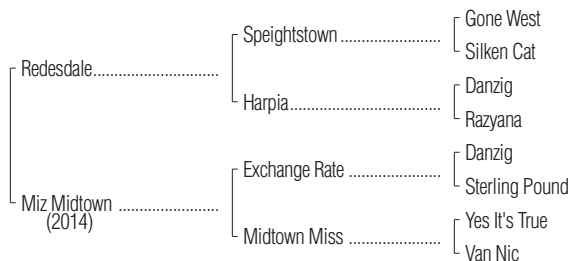 Gone West
Speightstown
Silken Cat
Redesdale
Danzig
Harpia
Razyana
Danzig
Exchange Rate
Sterling Pound
Miz Midtown
(2014)
Yes It's True
Midtown Miss
Van Nic